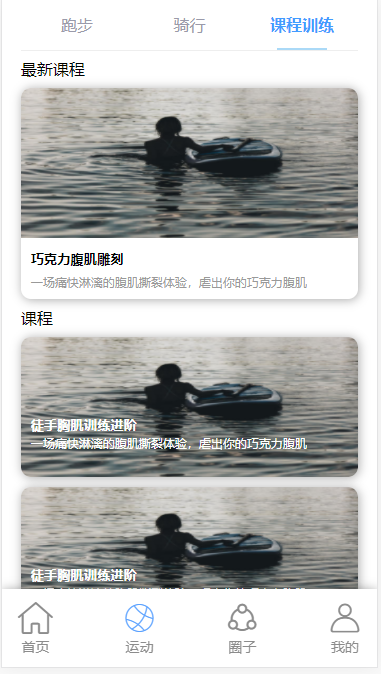 跑步 骑行 课程训练
最新课程
巧克力腹肌雕刻
一场痛快淋漓的腹肌撕裂体验，虐出你的巧克力腹肌
课程
徒手胸肌训练进阶
一场痛快淋漓的腹肌撕裂体验，虐出你的巧克力腹肌
徒手胸肌训练进阶
首页 运动 圈子 我的